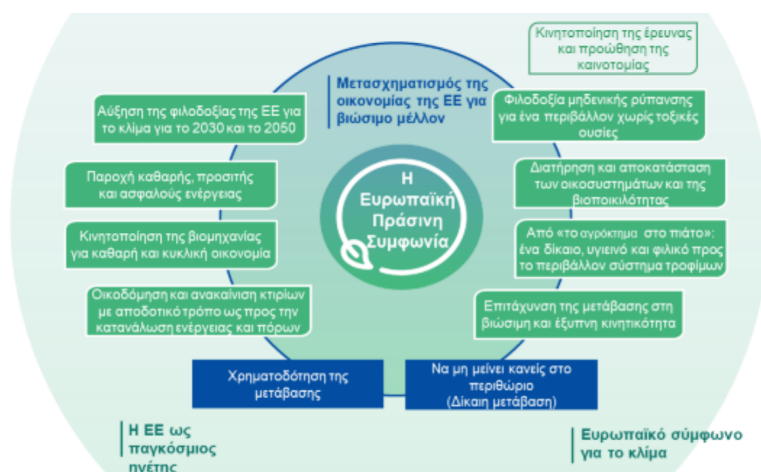 Κινητοποίηση της έρευνας
και προώθηση της
καινοτομίας
Μετασχηματισμός της
οικονομίας της ΕΕ για
βιώσιμο μέλλον
Αύξηση της φιλοδοξίας της ΕΕ για
το κλίμα για το 2030 και το 2050
Παροχή καθαρής, προσιτής
και ασφαλούς ενέργειας
Κινητοποίηση της βιομηχανίας
για καθαρή και κυκλική οικονομία
Οικοδόμηση και ανακαίνιση κτιρίων
με αποδοτικό τρόπο ως προς την
κατανάλωση ενέργειας και πόρων
Η
Ευρωπαϊκή
Πράσινη
Συμφωνία
Φιλοδοξία μηδενικής ρύπανσης
για ένα περιβάλλον χωρίς τοξικές
ουσίες
Διατήρηση και αποκατάσταση
των οικοσυστημάτων και της
βιοποικιλότητας
Από «το αγρόκτημα στο πιάτο»:
ένα δίκαιο, υγιεινό και φιλικό προς
το περιβάλλον σύστημα τροφίμων
Επιτάχυνση της μετάβασης στη
βιώσιμη και έξυπνη κινητικότητα
Χρηματοδότηση της
μετάβασης
Να μη μείνει κανείς στο
περιθώριο
(Δίκαιη μετάβαση)
Η ΕΕ ως
παγκόσμιος
ηγέτης
Ευρωπαϊκό σύμφωνο
για το κλίμα